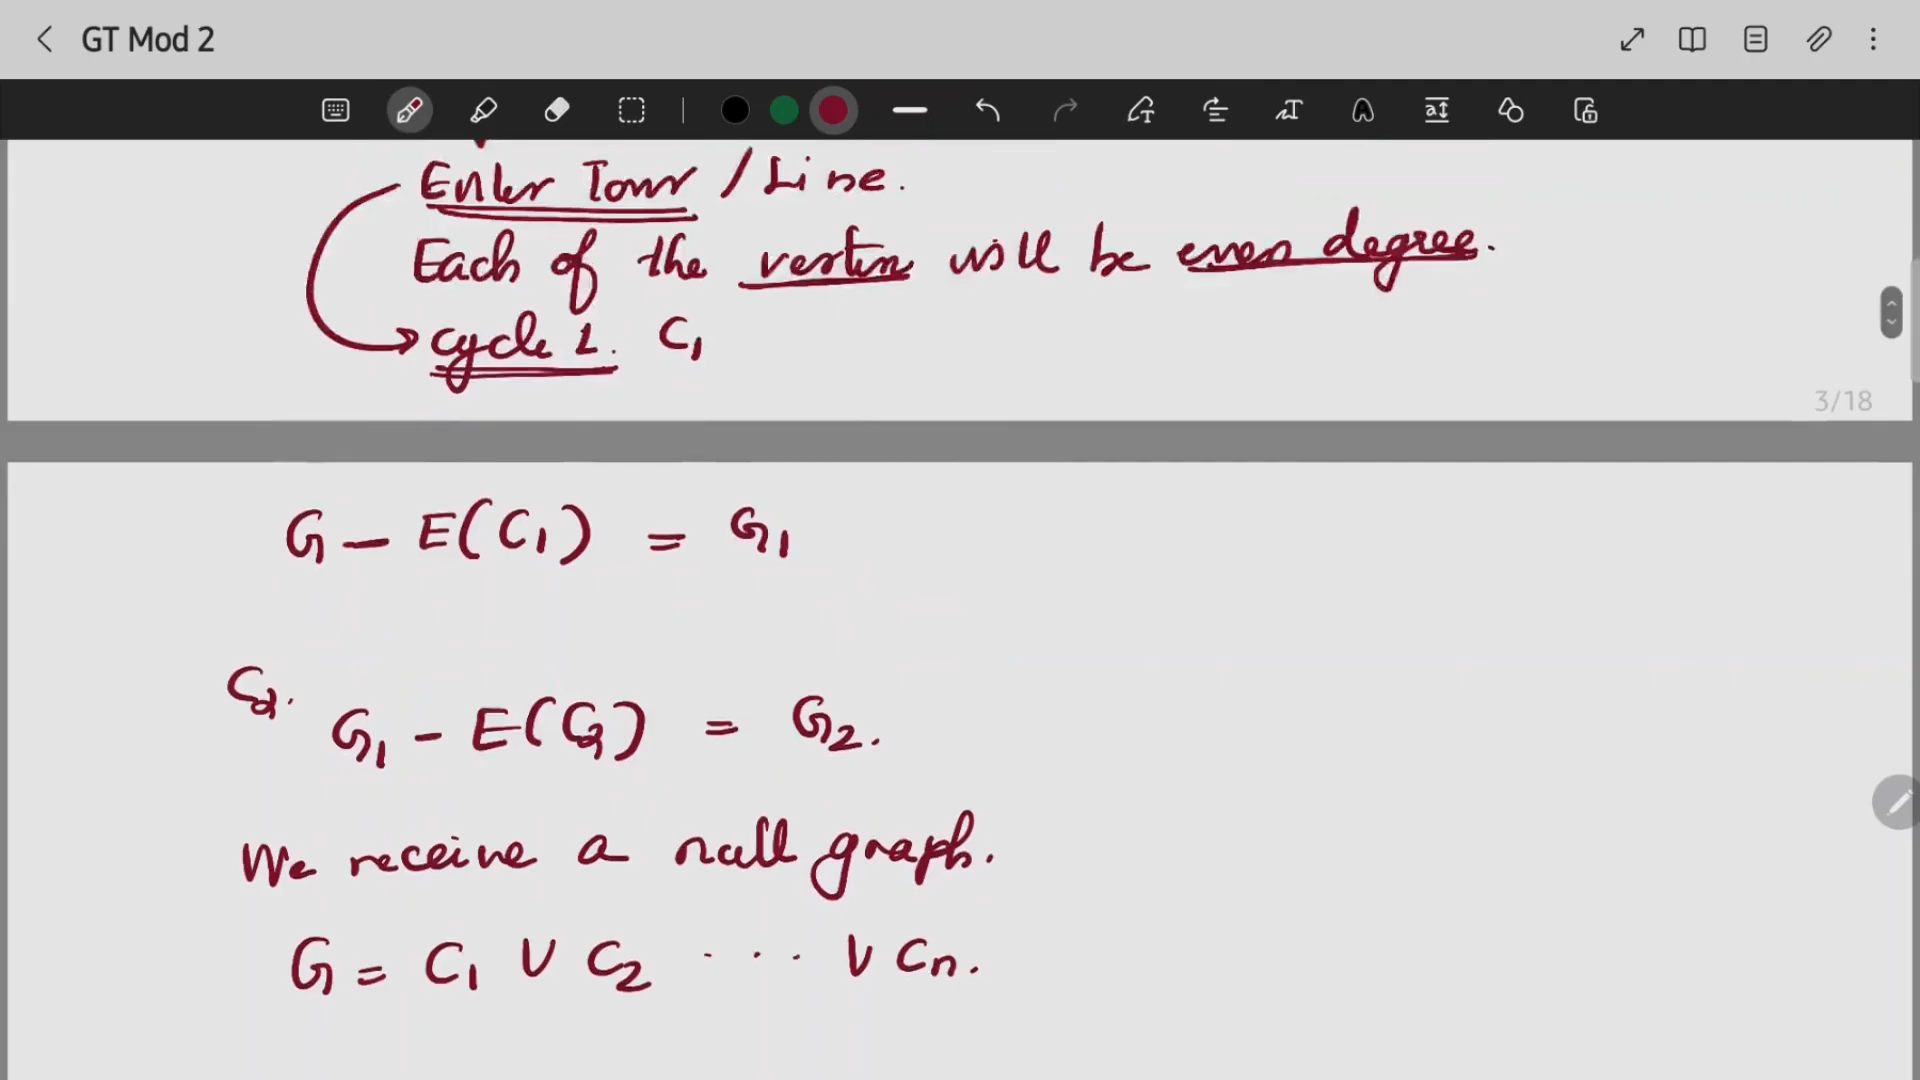 GT Mod 2
Euler Tour / Line.
Each of the vertex will be even degree.
cycle 1. C₁
3/18
G - E(C₁) = G₁
C₂.
G₁ - E(C₂) = G₂.
We receive a null graph.
G = C₁ ∪ C₂ ... ∪ Cn.